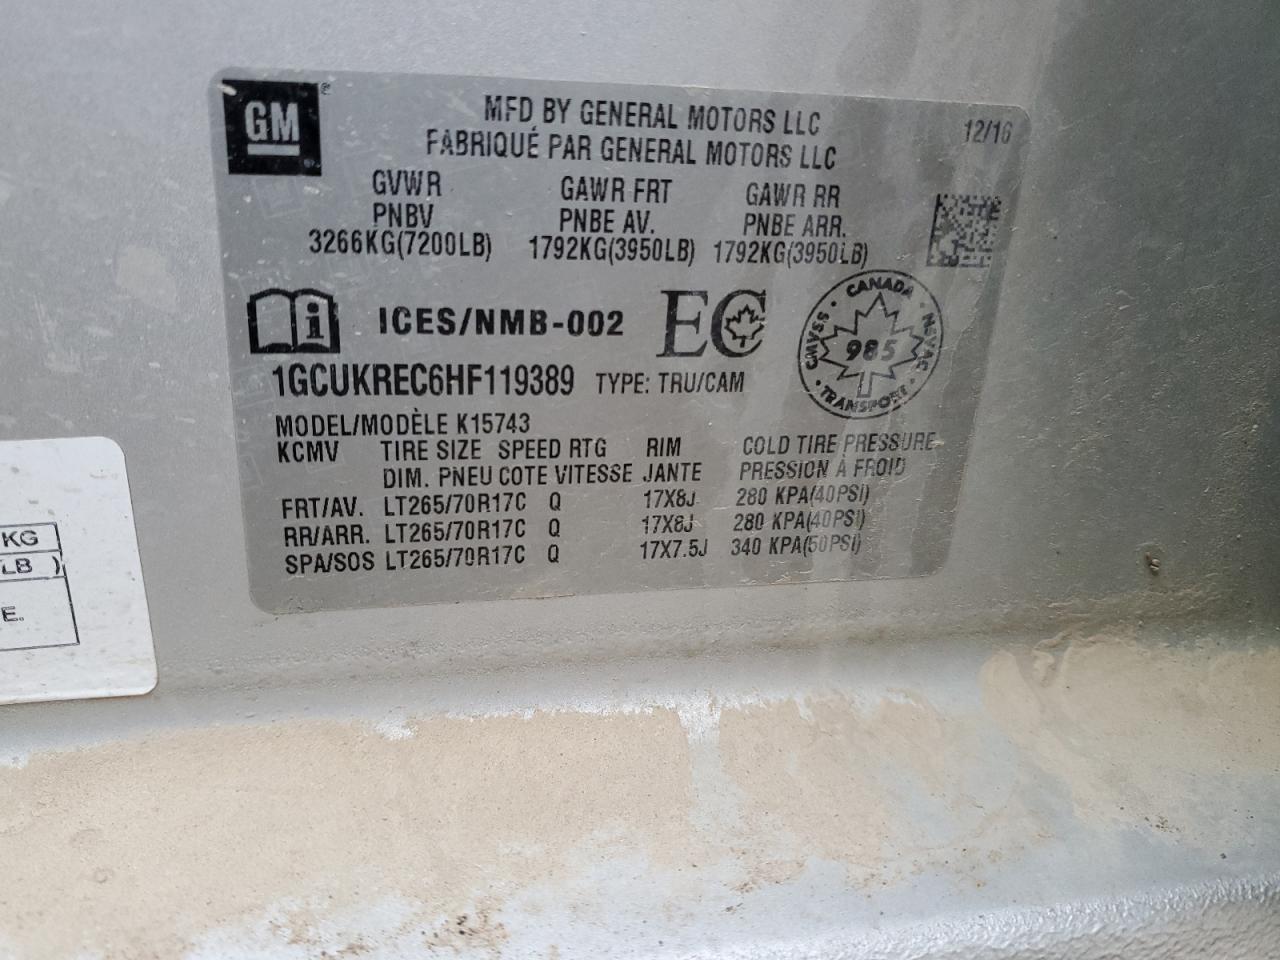 GM
MFD BY GENERAL MOTORS LLC
FABRIQUÉ PAR GENERAL MOTORS LLC
12/16
GVWR GAWR FRT GAWR RR
PNBV PNBE AV. PNBE ARR.
3266KG(7200LB) 1792KG(3950LB) 1792KG(3950LB)
i ICES/NMB-002 EC
CANADA
CMVSS 985 NSVAC
TRANSPORT
1GCUKREC6HF119389 TYPE: TRU/CAM
MODEL/MODÈLE K15743
KCMV TIRE SIZE SPEED RTG RIM COLD TIRE PRESSURE
DIM. PNEU COTE VITESSE JANTE PRESSION À FROID
FRT/AV. LT265/70R17C Q 17X8J 280 KPA(40PSI)
RR/ARR. LT265/70R17C Q 17X8J 280 KPA(40PSI)
SPA/SOS LT265/70R17C Q 17X7.5J 340 KPA(50PSI)
KG
LB )
E.